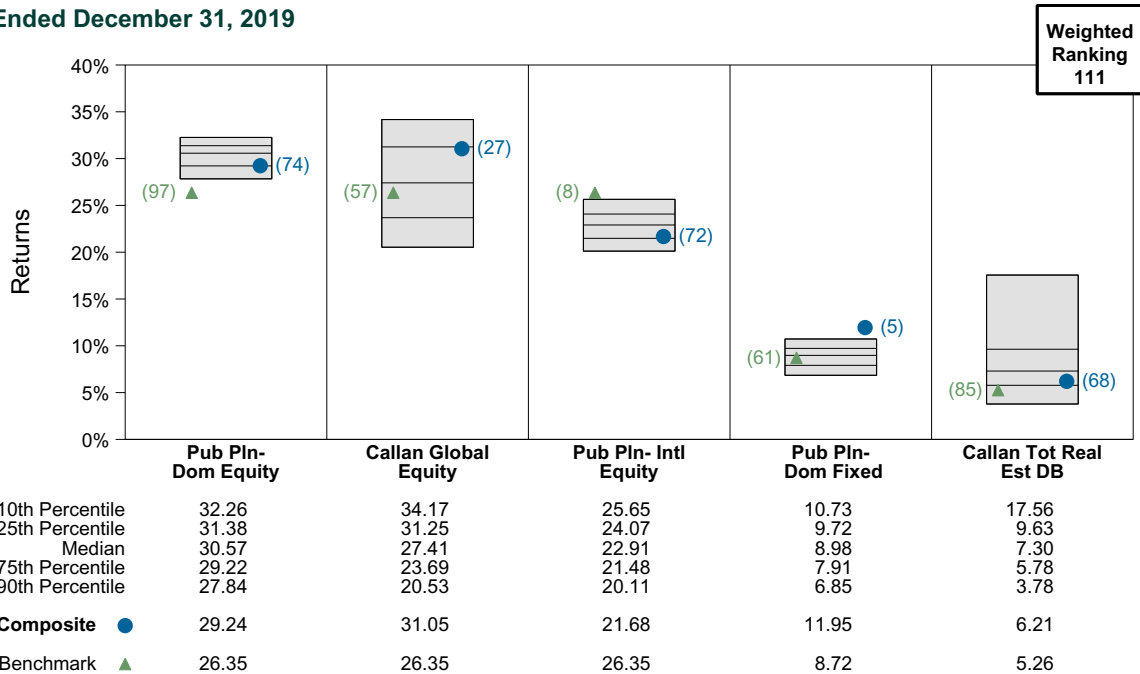 Ended December 31, 2019
Weighted
Ranking
111
40%
35%
30%
25%
20%
15%
10%
5%
0%
Returns
(97) (74)
(57) (27)
(8) (72)
(61) (5)
(85) (68)
Pub Pln-
Dom Equity
Callan Global
Equity
Pub Pln- Intl
Equity
Pub Pln-
Dom Fixed
Callan Tot Real
Est DB
10th Percentile 32.26 34.17 25.65 10.73 17.56
25th Percentile 31.38 31.25 24.07 9.72 9.63
Median 30.57 27.41 22.91 8.98 7.30
75th Percentile 29.22 23.69 21.48 7.91 5.78
90th Percentile 27.84 20.53 20.11 6.85 3.78
Composite 29.24 31.05 21.68 11.95 6.21
Benchmark 26.35 26.35 26.35 8.72 5.26